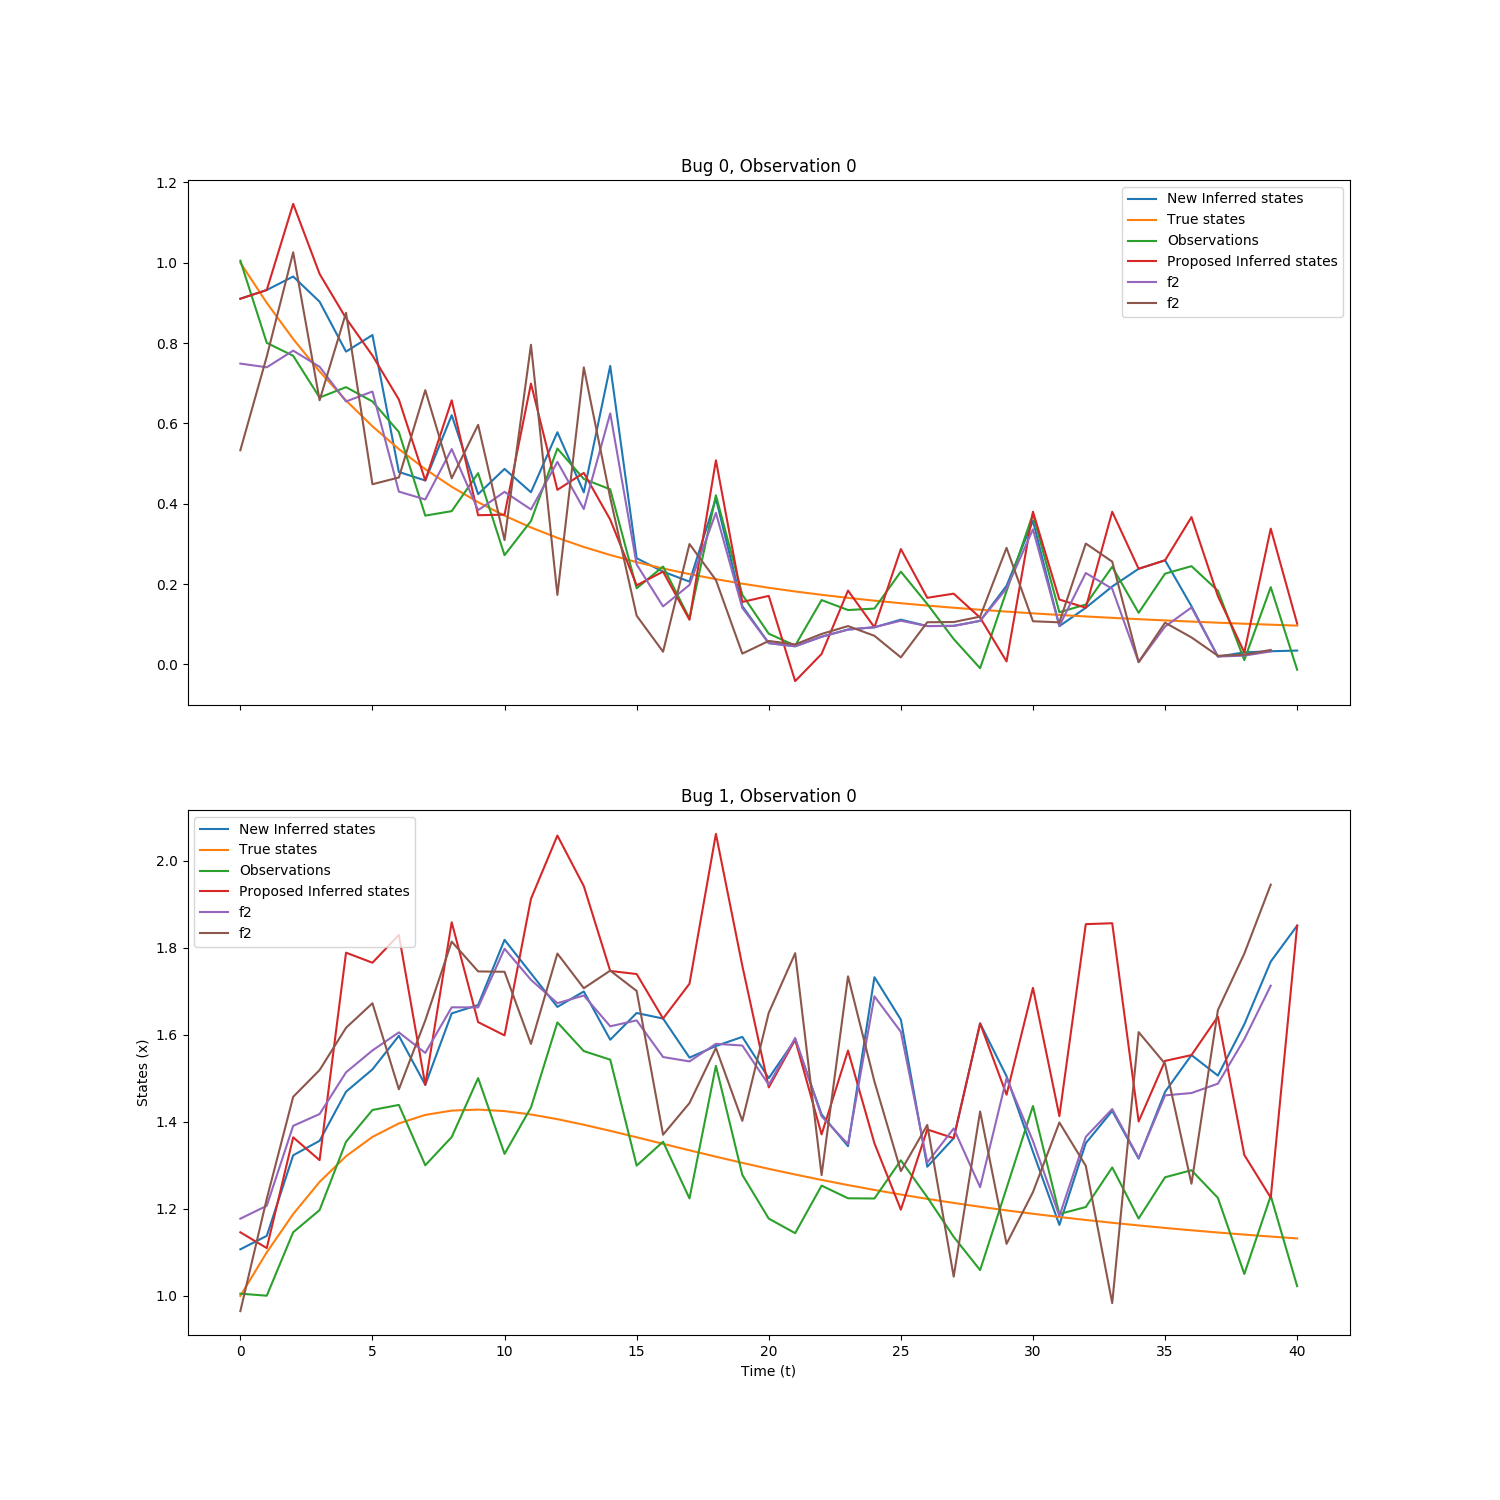 Bug 0, Observation 0
1.2
1.0
0.8
0.6
0.4
0.2
0.0
New Inferred states
True states
Observations
Proposed Inferred states
f2
f2
Bug 1, Observation 0
States (x)
2.0
1.8
1.6
1.4
1.2
1.0
New Inferred states
True states
Observations
Proposed Inferred states
f2
f2
0 5 10 15 20 25 30 35 40
Time (t)